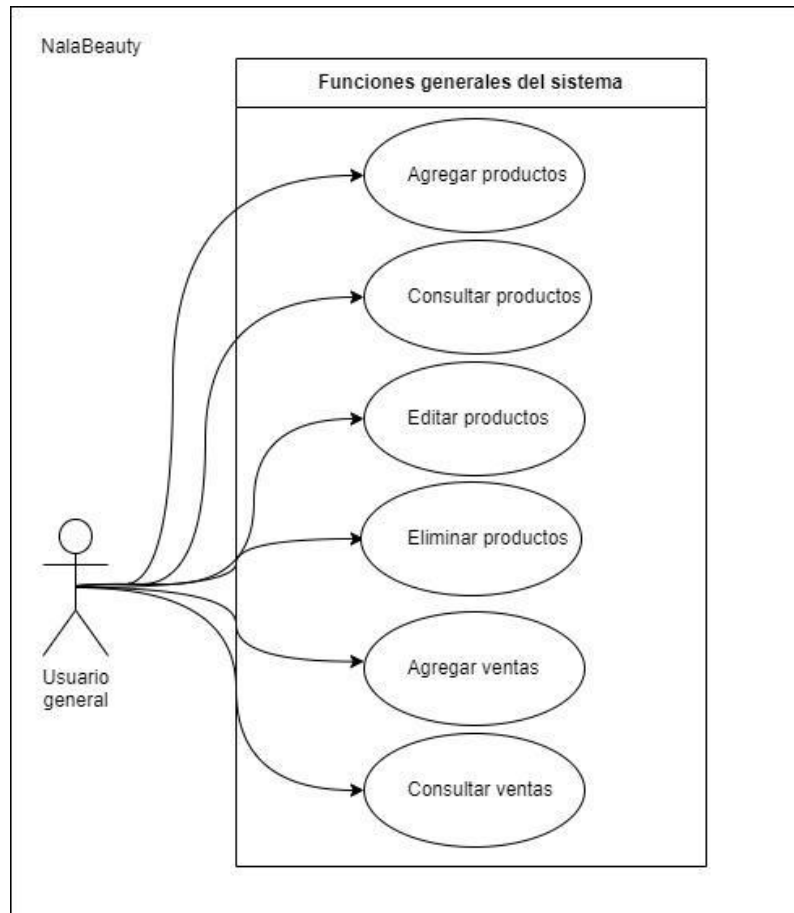 NalaBeauty
Funciones generales del sistema
Agregar productos
Consultar productos
Editar productos
Eliminar productos
Agregar ventas
Consultar ventas
Usuario
general